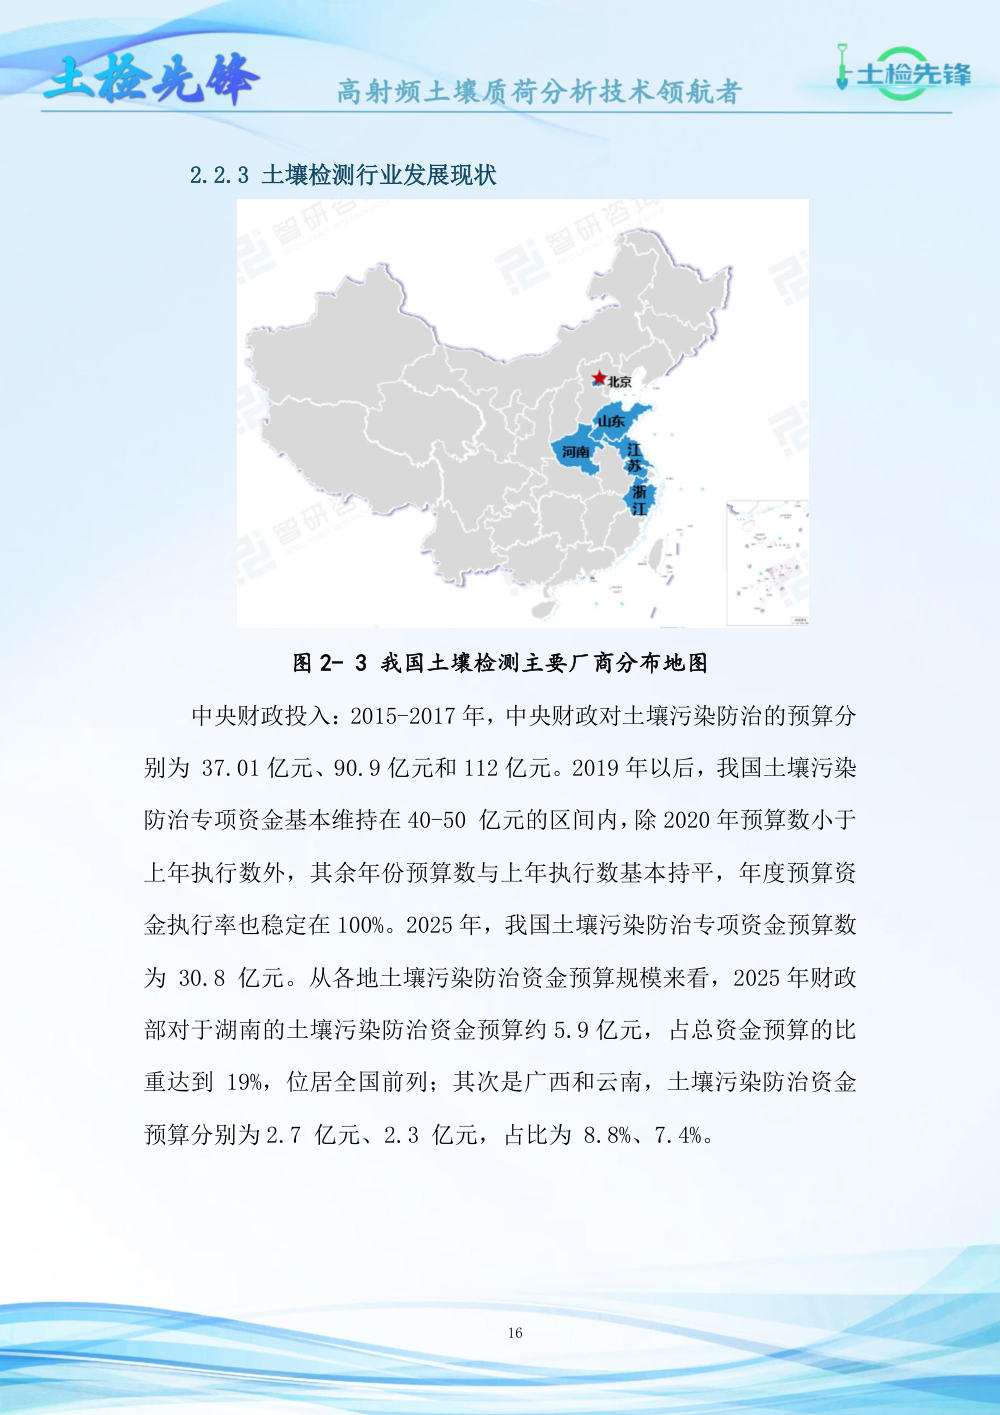 土检先锋
高射频土壤质荷分析技术领航者
土检先锋
2.2.3 土壤检测行业发展现状
智研咨询
智研咨询
北京
山东
河南
江
苏
浙
江
智研
智研
图 2- 3 我国土壤检测主要厂商分布地图
中央财政投入：2015-2017 年，中央财政对土壤污染防治的预算分
别为 37.01 亿元、90.9 亿元和 112 亿元。2019 年以后，我国土壤污染
防治专项资金基本维持在 40-50 亿元的区间内，除 2020 年预算数小于
上年执行数外，其余年份预算数与上年执行数基本持平，年度预算资
金执行率也稳定在 100%。2025 年，我国土壤污染防治专项资金预算数
为 30.8 亿元。从各地土壤污染防治资金预算规模来看，2025 年财政
部对于湖南的土壤污染防治资金预算约 5.9 亿元，占总资金预算的比
重达到 19%，位居全国前列；其次是广西和云南，土壤污染防治资金
预算分别为 2.7 亿元、2.3 亿元，占比为 8.8%、7.4%。
16